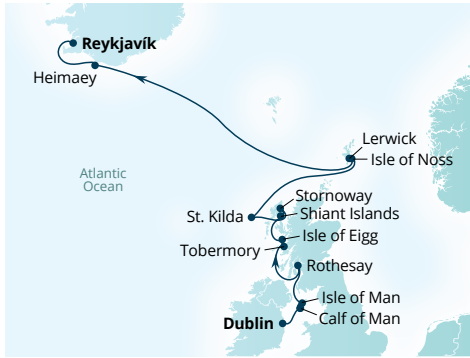 Reykjavík
Heimaey
Lerwick
Isle of Noss
Atlantic
Ocean
Stornoway
St. Kilda
Shiant Islands
Isle of Eigg
Tobermory
Rothesay
Isle of Man
Calf of Man
Dublin